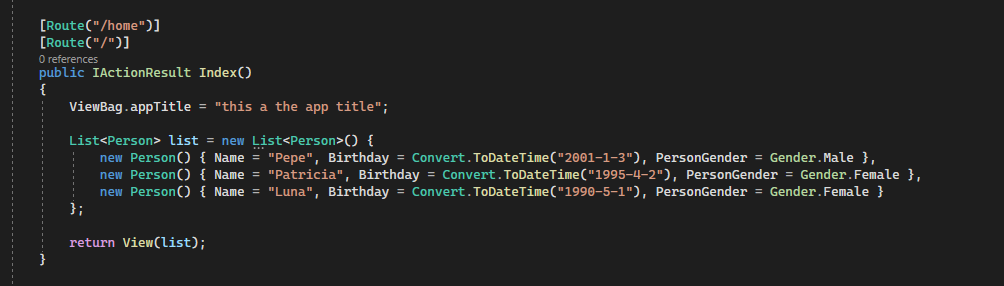 [Route("/home")]
[Route("/")]
0 references
public IActionResult Index()
{
ViewBag.appTitle = "this a the app title";
List<Person> list = new List<Person>() {
new Person() { Name = "Pepe", Birthday = Convert.ToDateTime("2001-1-3"), PersonGender = Gender.Male },
new Person() { Name = "Patricia", Birthday = Convert.ToDateTime("1995-4-2"), PersonGender = Gender.Female },
new Person() { Name = "Luna", Birthday = Convert.ToDateTime("1990-5-1"), PersonGender = Gender.Female }
};
return View(list);
}